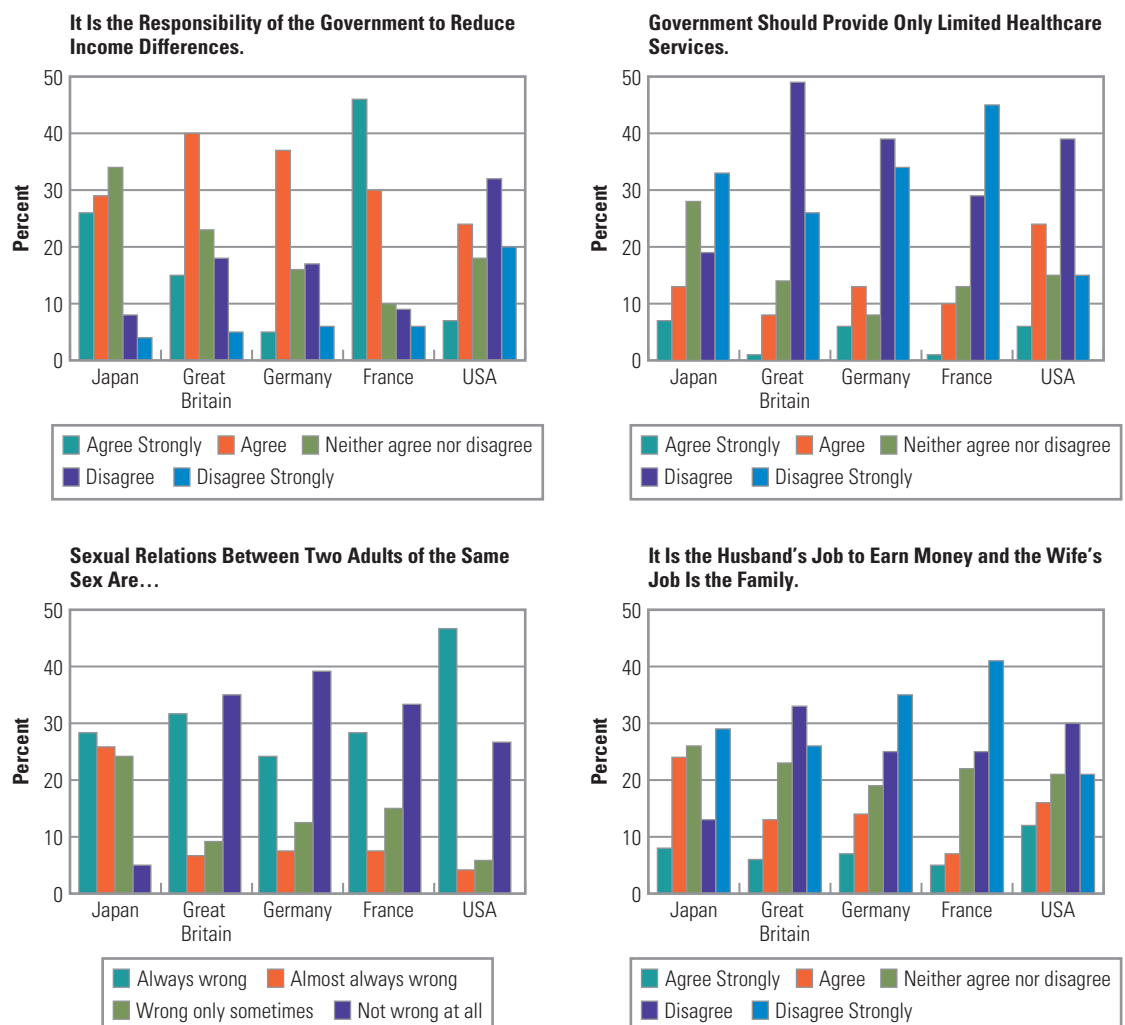 It Is the Responsibility of the Government to Reduce
Income Differences.
50
40
30
20
10
0
Percent
Japan
Great
Britain
Germany
France
USA
Agree Strongly
Agree
Neither agree nor disagree
Disagree
Disagree Strongly
Government Should Provide Only Limited Healthcare
Services.
50
40
30
20
10
0
Percent
Japan
Great
Britain
Germany
France
USA
Agree Strongly
Agree
Neither agree nor disagree
Disagree
Disagree Strongly
Sexual Relations Between Two Adults of the Same
Sex Are…
50
40
30
20
10
0
Percent
Japan
Great
Britain
Germany
France
USA
Always wrong
Almost always wrong
Wrong only sometimes
Not wrong at all
It Is the Husband’s Job to Earn Money and the Wife’s
Job Is the Family.
50
40
30
20
10
0
Percent
Japan
Great
Britain
Germany
France
USA
Agree Strongly
Agree
Neither agree nor disagree
Disagree
Disagree Strongly